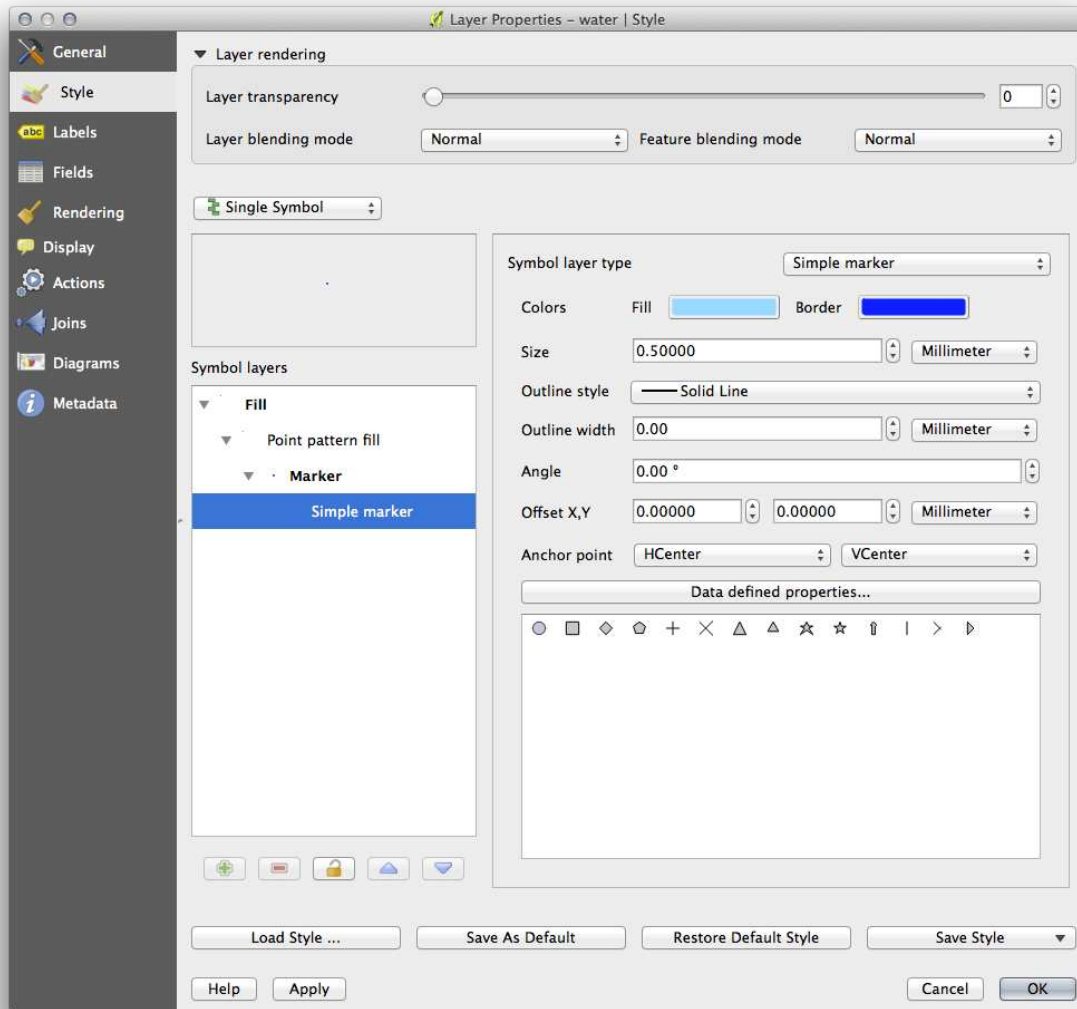 Layer Properties – water | Style
General
Style
abc Labels
Fields
Rendering
Display
Actions
Joins
Diagrams
i Metadata
Layer rendering
Layer transparency 0
Layer blending mode Normal Feature blending mode Normal
Single Symbol
Symbol layers
Fill
Point pattern fill
Marker
Simple marker
Symbol layer type Simple marker
Colors Fill Border
Size 0.50000 Millimeter
Outline style Solid Line
Outline width 0.00 Millimeter
Angle 0.00 °
Offset X,Y 0.00000 0.00000 Millimeter
Anchor point HCenter VCenter
Data defined properties...
Load Style ... Save As Default Restore Default Style Save Style
Help Apply Cancel OK